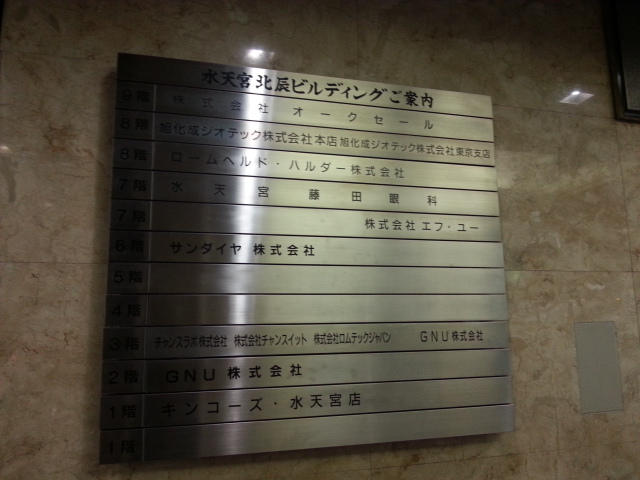 水天宮北辰ビルディングご案内
9階 株式会社オークセール
8階 旭化成ジオテック株式会社本店 旭化成ジオテック株式会社東京支店
8階 ロームヘルド・ハルダー株式会社
7階 水天宮藤田眼科
7階 株式会社 エフ・ユー
6階 サンダイヤ 株式会社
5階
4階
3階 チャンスラボ株式会社 株式会社チャンスイット 株式会社ロムテックジャパン GNU株式会社
2階 GNU 株式会社
1階 キンコーズ・水天宮店
1階